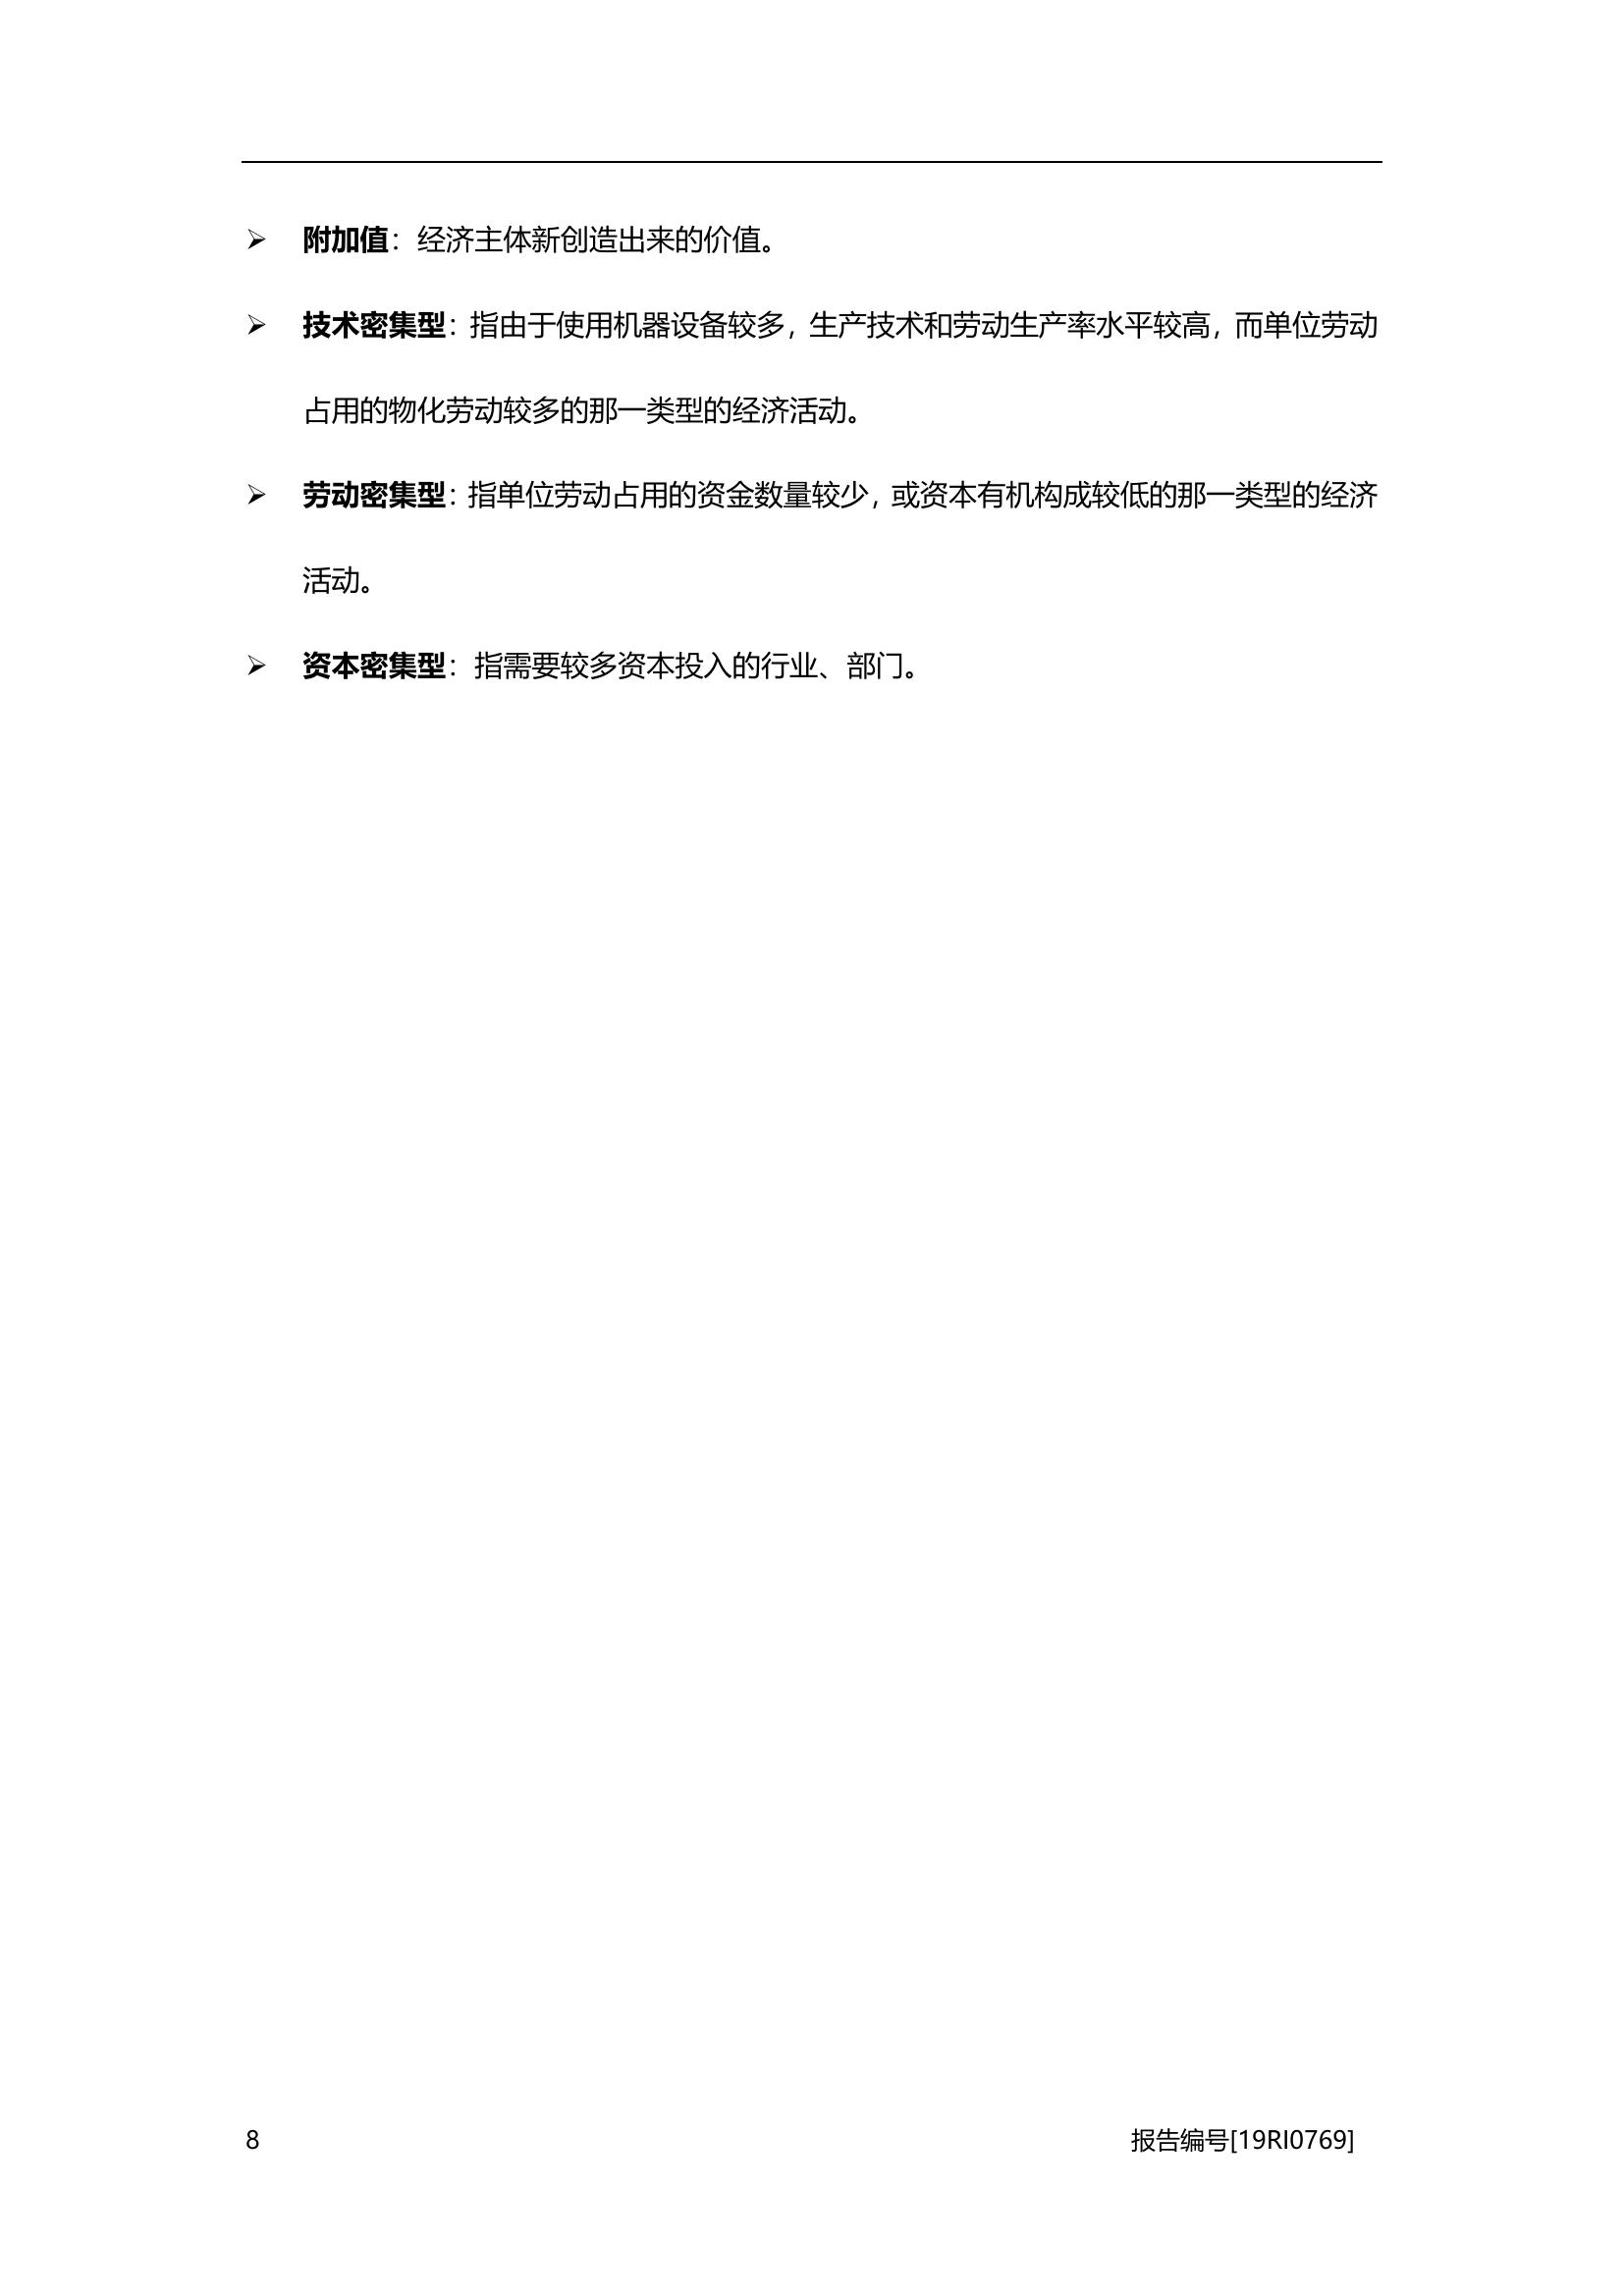 ➢ 附加值：经济主体新创造出来的价值。
➢ 技术密集型：指由于使用机器设备较多，生产技术和劳动生产率水平较高，而单位劳动
占用的物化劳动较多的那一类型的经济活动。
➢ 劳动密集型：指单位劳动占用的资金数量较少，或资本有机构成较低的那一类型的经济
活动。
➢ 资本密集型：指需要较多资本投入的行业、部门。
8 报告编号[19RI0769]